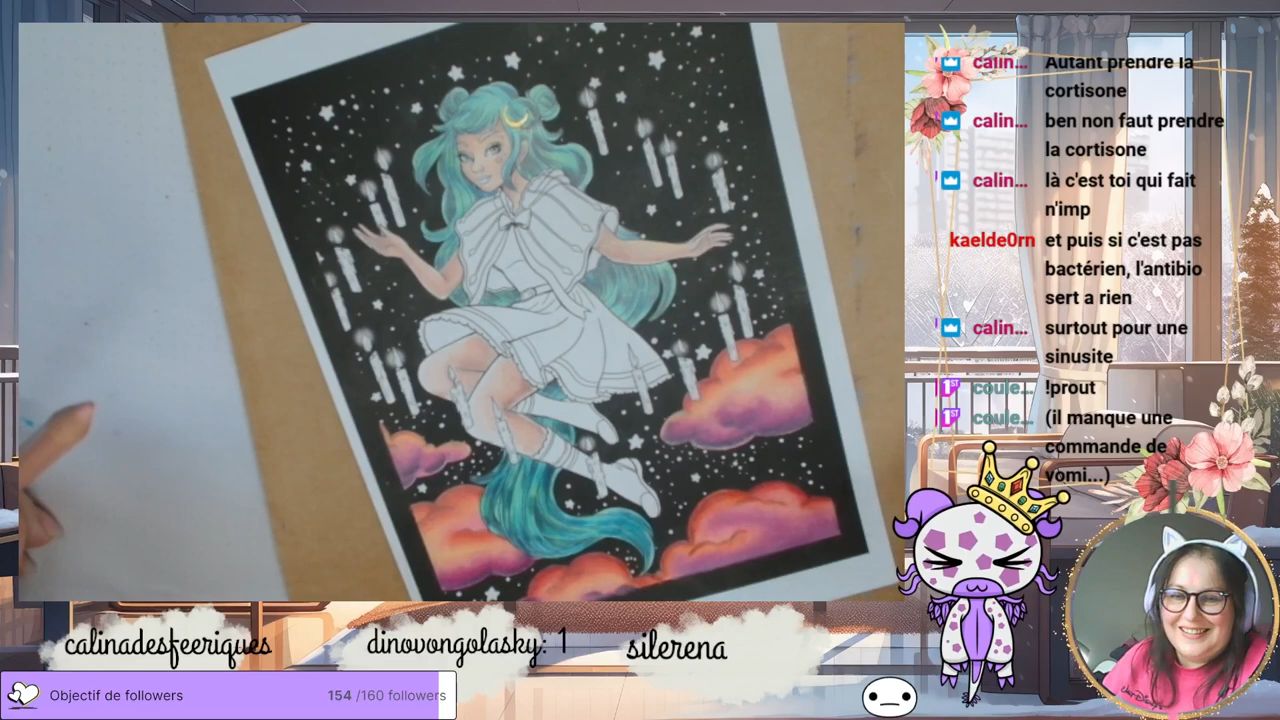 calin... Autant prendre la
cortisone
calin... ben non faut prendre
la cortisone
calin... là c'est toi qui fait
n'imp
kaelde0rn et puis si c'est pas
bactérien, l'antibio
sert a rien
calin... surtout pour une
sinusite
1ST coule... !prout
1ST coule... (il manque une
commande de
vomi...)
calinadesfeeriques
dinovongolasky: 1
silerena
Objectif de followers 154 /160 followers